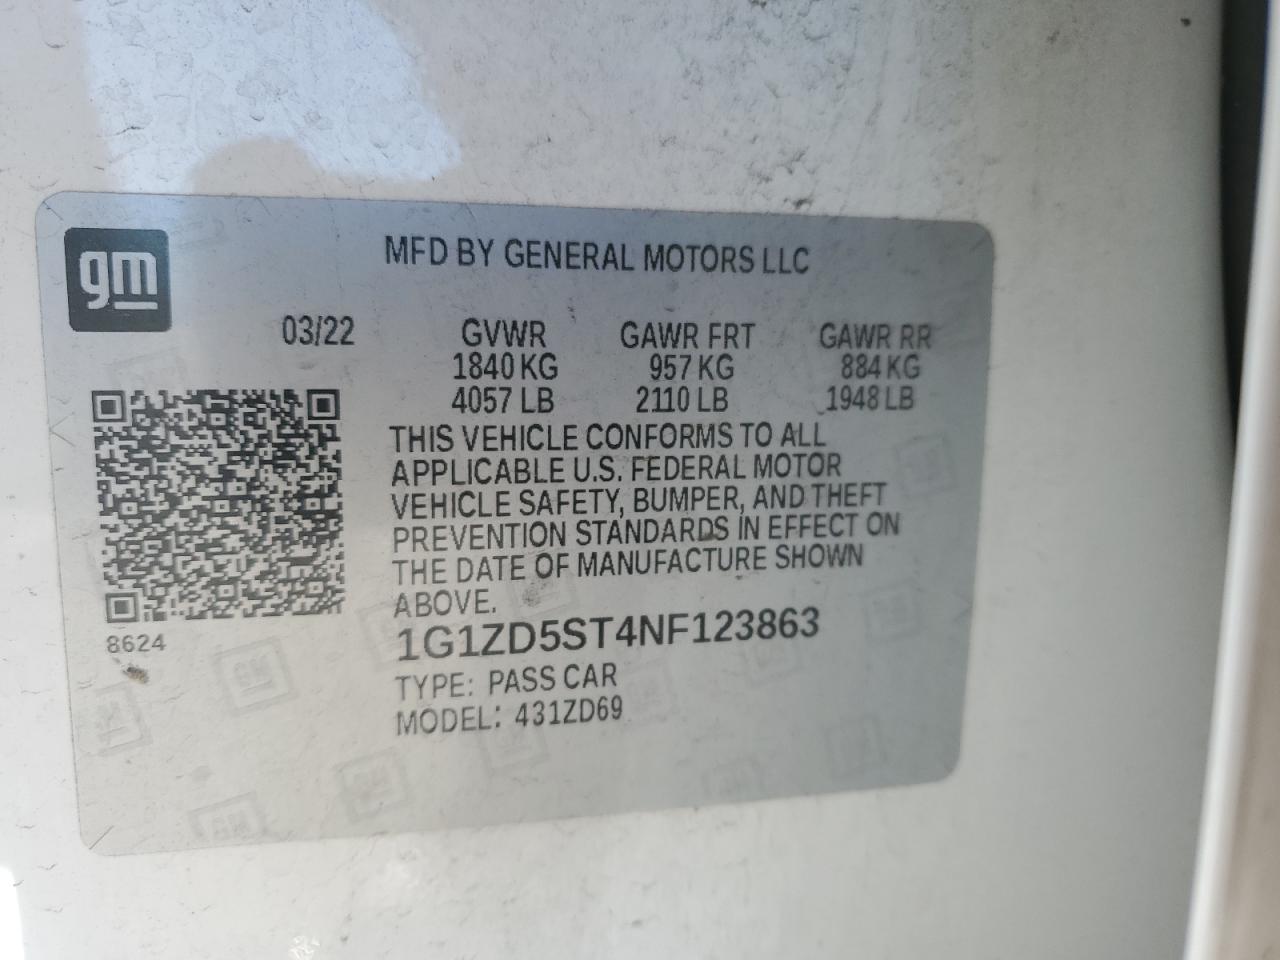 gm
MFD BY GENERAL MOTORS LLC
03/22 GVWR GAWR FRT GAWR RR
1840 KG 957 KG 884 KG
4057 LB 2110 LB 1948 LB
THIS VEHICLE CONFORMS TO ALL
APPLICABLE U.S. FEDERAL MOTOR
VEHICLE SAFETY, BUMPER, AND THEFT
PREVENTION STANDARDS IN EFFECT ON
THE DATE OF MANUFACTURE SHOWN
ABOVE.
8624
1G1ZD5ST4NF123863
TYPE: PASS CAR
MODEL: 431ZD69